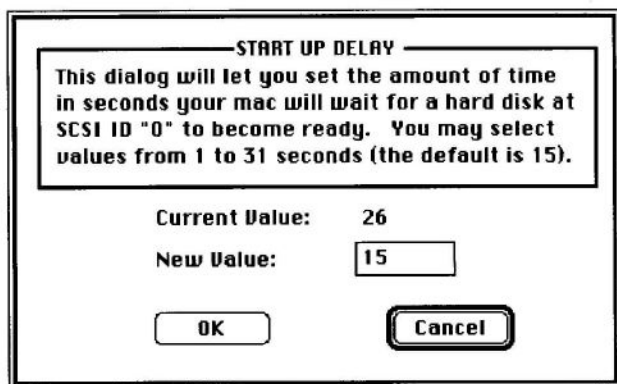 START UP DELAY
This dialog will let you set the amount of time
in seconds your mac will wait for a hard disk at
SCSI ID "0" to become ready. You may select
values from 1 to 31 seconds (the default is 15).
Current Value: 26
New Value: 15
OK Cancel